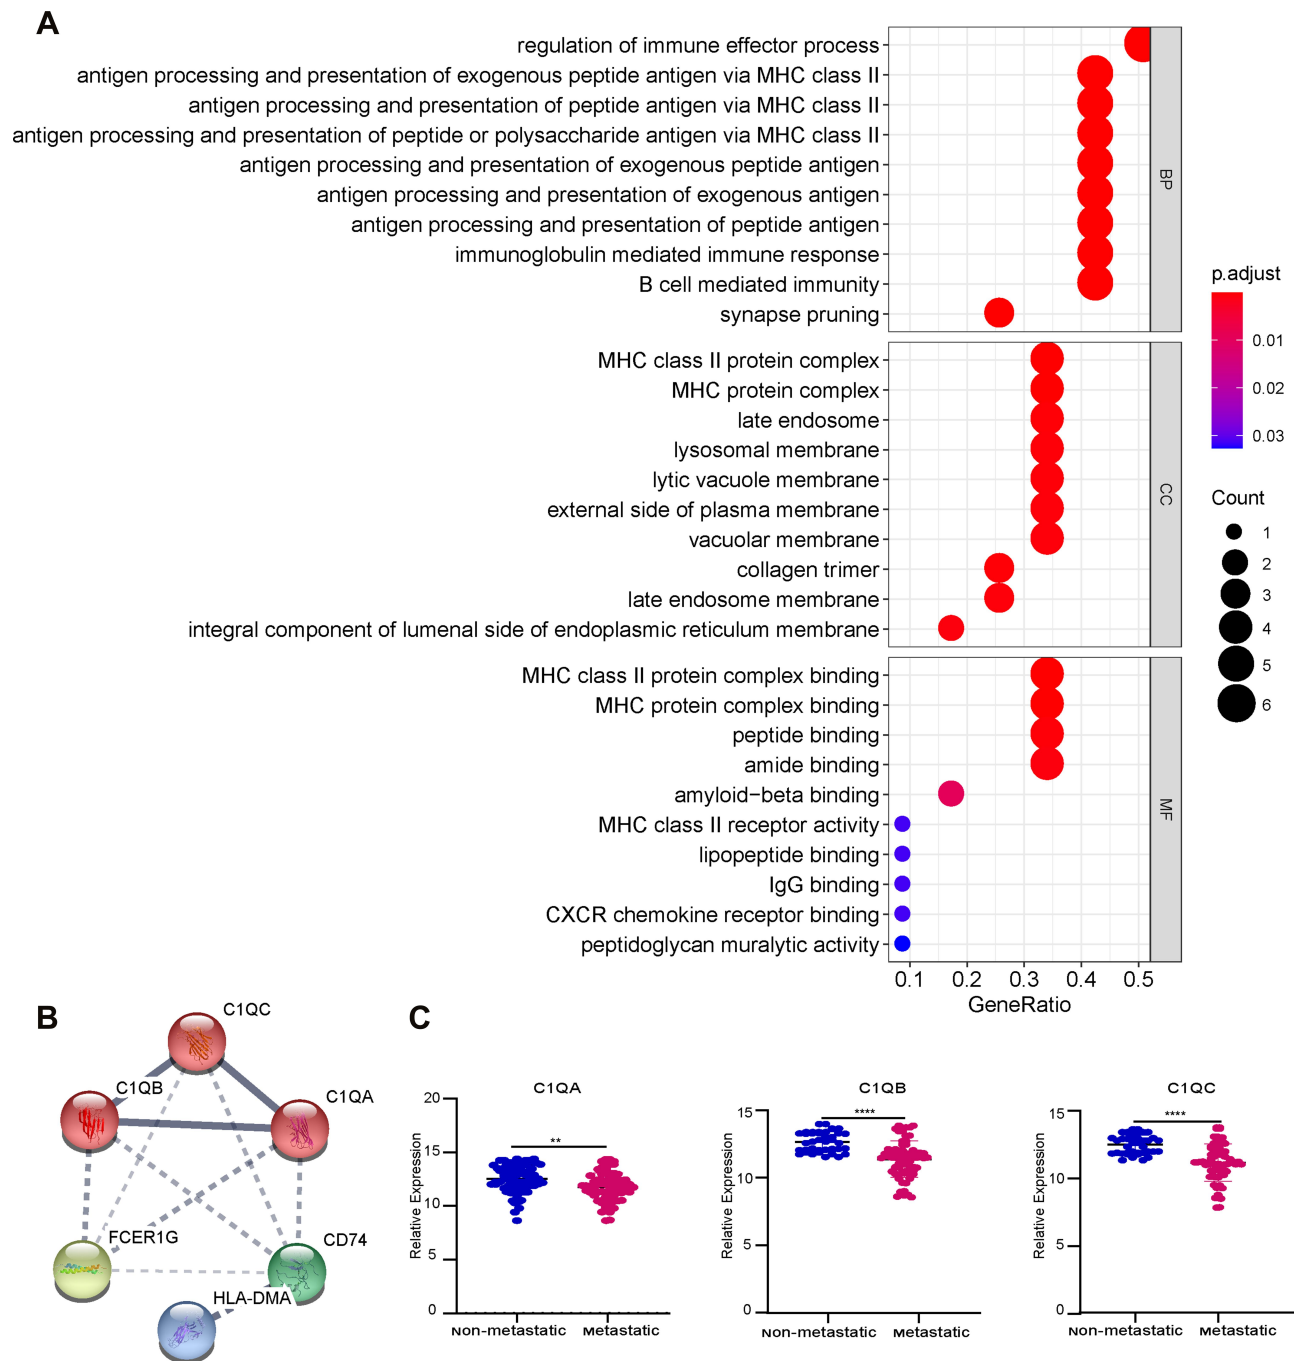 A
regulation of immune effector process
antigen processing and presentation of exogenous peptide antigen via MHC class II
antigen processing and presentation of peptide antigen via MHC class II
antigen processing and presentation of peptide or polysaccharide antigen via MHC class II
antigen processing and presentation of exogenous peptide antigen
antigen processing and presentation of exogenous antigen
antigen processing and presentation of peptide antigen
immunoglobulin mediated immune response
B cell mediated immunity
synapse pruning
BP
MHC class II protein complex
MHC protein complex
late endosome
lysosomal membrane
lytic vacuole membrane
external side of plasma membrane
vacuolar membrane
collagen trimer
late endosome membrane
integral component of lumenal side of endoplasmic reticulum membrane
CC
MHC class II protein complex binding
MHC protein complex binding
peptide binding
amide binding
amyloid−beta binding
MHC class II receptor activity
lipopeptide binding
IgG binding
CXCR chemokine receptor binding
peptidoglycan muralytic activity
MF
0.1 0.2 0.3 0.4 0.5
GeneRatio
p.adjust
0.01
0.02
0.03
Count
1
2
3
4
5
6
B
C1QC
C1QB
C1QA
FCER1G
CD74
HLA-DMA
C
C1QA
Relative Expression
20
15
10
5
0
**
Non-metastatic Metastatic
C1QB
Relative Expression
15
10
5
0
****
Non-metastatic Metastatic
C1QC
Relative Expression
15
10
5
0
****
Non-metastatic Metastatic